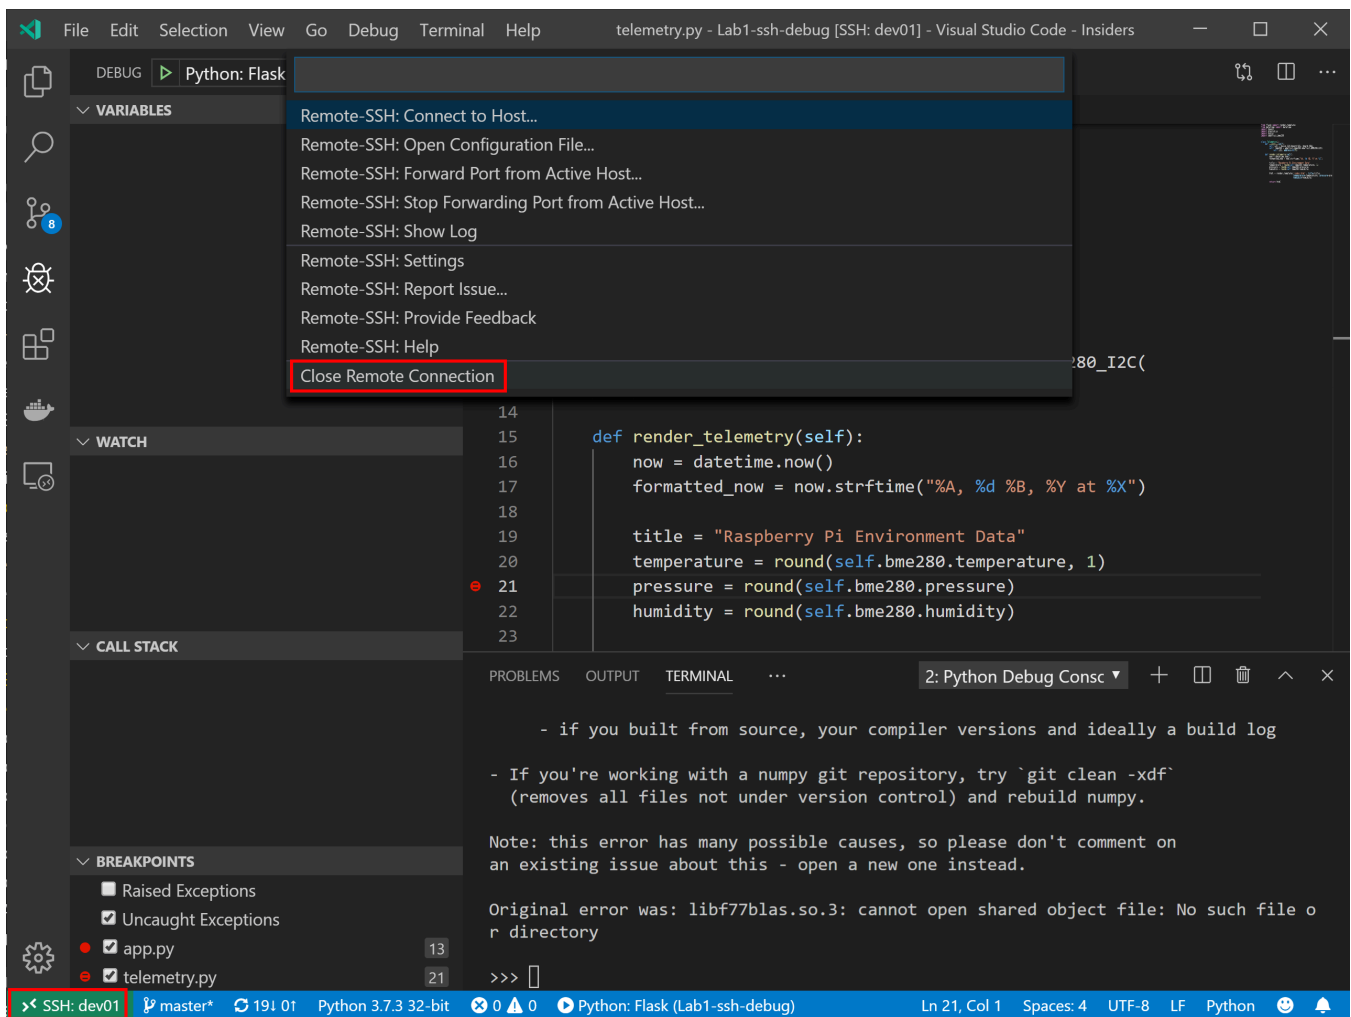 File Edit Selection View Go Debug Terminal Help telemetry.py - Lab1-ssh-debug [SSH: dev01] - Visual Studio Code - Insiders
DEBUG Python: Flask
VARIABLES
Remote-SSH: Connect to Host...
Remote-SSH: Open Configuration File...
Remote-SSH: Forward Port from Active Host...
Remote-SSH: Stop Forwarding Port from Active Host...
Remote-SSH: Show Log
Remote-SSH: Settings
Remote-SSH: Report Issue...
Remote-SSH: Provide Feedback
Remote-SSH: Help
Close Remote Connection
280_I2C(
8
14
15 def render_telemetry(self):
16 now = datetime.now()
17 formatted_now = now.strftime("%A, %d %B, %Y at %X")
18
19 title = "Raspberry Pi Environment Data"
20 temperature = round(self.bme280.temperature, 1)
21 pressure = round(self.bme280.pressure)
22 humidity = round(self.bme280.humidity)
23
WATCH
CALL STACK
BREAKPOINTS
Raised Exceptions
Uncaught Exceptions
app.py 13
telemetry.py 21
PROBLEMS OUTPUT TERMINAL ... 2: Python Debug Consc
- if you built from source, your compiler versions and ideally a build log
- If you're working with a numpy git repository, try `git clean -xdf`
(removes all files not under version control) and rebuild numpy.
Note: this error has many possible causes, so please don't comment on
an existing issue about this - open a new one instead.
Original error was: libf77blas.so.3: cannot open shared object file: No such file o
r directory
>>>
SSH: dev01 master* 19↓ 0↑ Python 3.7.3 32-bit 0 0 Python: Flask (Lab1-ssh-debug) Ln 21, Col 1 Spaces: 4 UTF-8 LF Python